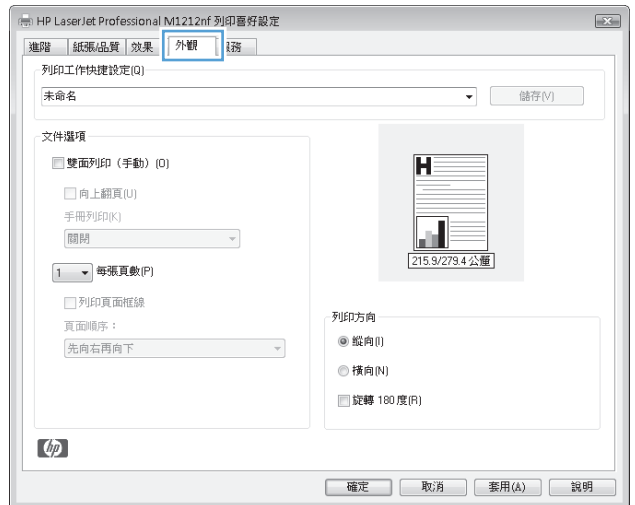 HP LaserJet Professional M1212nf 列印喜好設定
進階 紙張/品質 效果 外觀 服務
列印工作快捷設定(Q)
未命名 儲存(V)
文件選項
雙面列印（手動）(O)
向上翻頁(U)
手冊列印(K)
關閉
1 每張頁數(P)
列印頁面框線
頁面順序：
先向右再向下
H
215.9/279.4 公釐
列印方向
縱向(I)
橫向(N)
旋轉 180 度(R)
hp
確定 取消 套用(A) 說明